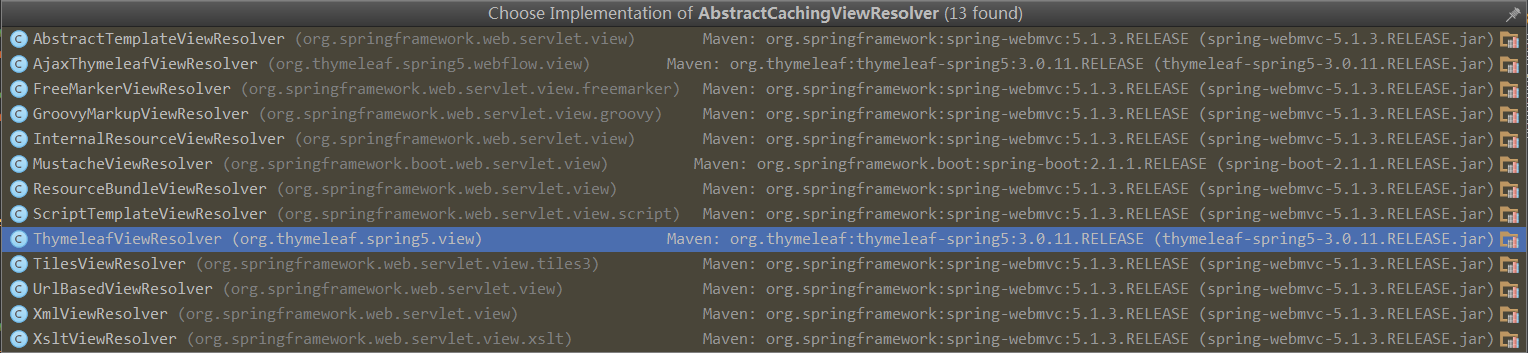 Choose Implementation of AbstractCachingViewResolver (13 found)
AbstractTemplateViewResolver (org.springframework.web.servlet.view) Maven: org.springframework:spring-webmvc:5.1.3.RELEASE (spring-webmvc-5.1.3.RELEASE.jar)
AjaxThymeleafViewResolver (org.thymeleaf.spring5.webflow.view) Maven: org.thymeleaf:thymeleaf-spring5:3.0.11.RELEASE (thymeleaf-spring5-3.0.11.RELEASE.jar)
FreeMarkerViewResolver (org.springframework.web.servlet.view.freemarker) Maven: org.springframework:spring-webmvc:5.1.3.RELEASE (spring-webmvc-5.1.3.RELEASE.jar)
GroovyMarkupViewResolver (org.springframework.web.servlet.view.groovy) Maven: org.springframework:spring-webmvc:5.1.3.RELEASE (spring-webmvc-5.1.3.RELEASE.jar)
InternalResourceViewResolver (org.springframework.web.servlet.view) Maven: org.springframework:spring-webmvc:5.1.3.RELEASE (spring-webmvc-5.1.3.RELEASE.jar)
MustacheViewResolver (org.springframework.boot.web.servlet.view) Maven: org.springframework.boot:spring-boot:2.1.1.RELEASE (spring-boot-2.1.1.RELEASE.jar)
ResourceBundleViewResolver (org.springframework.web.servlet.view) Maven: org.springframework:spring-webmvc:5.1.3.RELEASE (spring-webmvc-5.1.3.RELEASE.jar)
ScriptTemplateViewResolver (org.springframework.web.servlet.view.script) Maven: org.springframework:spring-webmvc:5.1.3.RELEASE (spring-webmvc-5.1.3.RELEASE.jar)
ThymeleafViewResolver (org.thymeleaf.spring5.view) Maven: org.thymeleaf:thymeleaf-spring5:3.0.11.RELEASE (thymeleaf-spring5-3.0.11.RELEASE.jar)
TilesViewResolver (org.springframework.web.servlet.view.tiles3) Maven: org.springframework:spring-webmvc:5.1.3.RELEASE (spring-webmvc-5.1.3.RELEASE.jar)
UrlBasedViewResolver (org.springframework.web.servlet.view) Maven: org.springframework:spring-webmvc:5.1.3.RELEASE (spring-webmvc-5.1.3.RELEASE.jar)
XmlViewResolver (org.springframework.web.servlet.view) Maven: org.springframework:spring-webmvc:5.1.3.RELEASE (spring-webmvc-5.1.3.RELEASE.jar)
XsltViewResolver (org.springframework.web.servlet.view.xslt) Maven: org.springframework:spring-webmvc:5.1.3.RELEASE (spring-webmvc-5.1.3.RELEASE.jar)